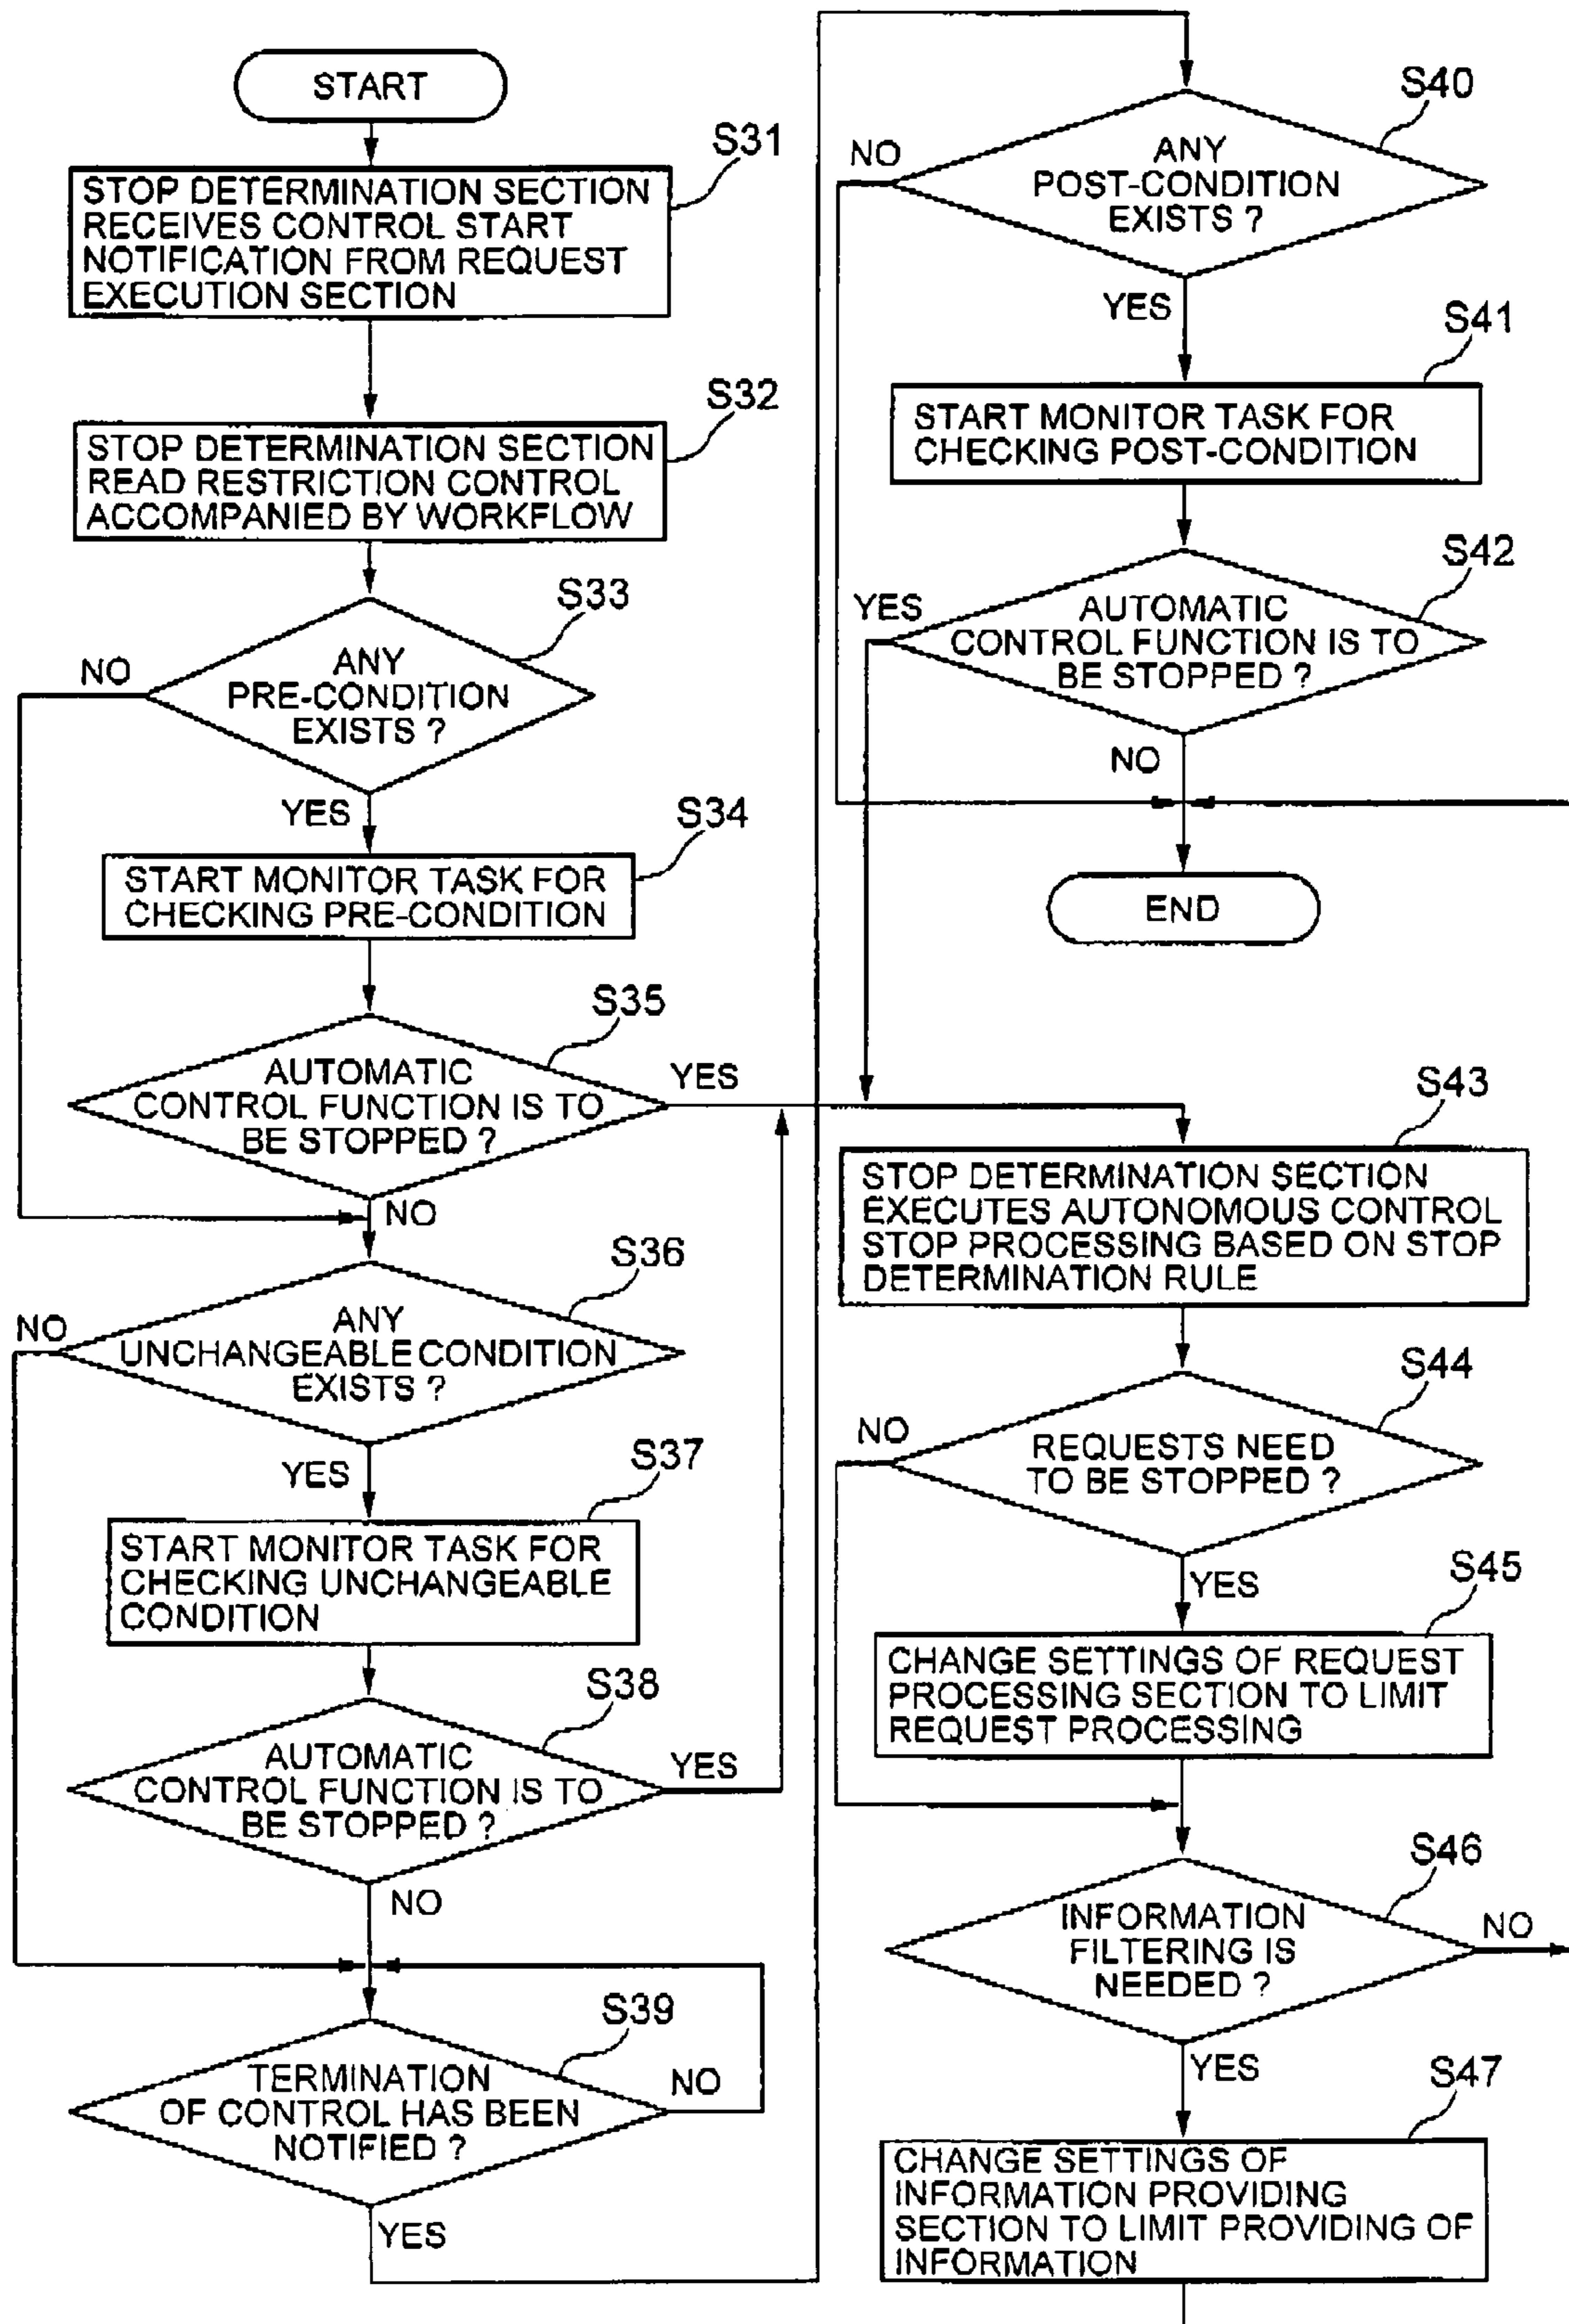 START
S31
STOP DETERMINATION SECTION
RECEIVES CONTROL START
NOTIFICATION FROM REQUEST
EXECUTION SECTION
S32
STOP DETERMINATION SECTION
READ RESTRICTION CONTROL
ACCOMPANIED BY WORKFLOW
S33
NO
ANY
PRE-CONDITION
EXISTS ?
YES
S34
START MONITOR TASK FOR
CHECKING PRE-CONDITION
S35
AUTOMATIC
CONTROL FUNCTION IS TO
BE STOPPED ?
YES
NO
S36
NO
ANY
UNCHANGEABLE CONDITION
EXISTS ?
YES
S37
START MONITOR TASK FOR
CHECKING UNCHANGEABLE
CONDITION
S38
AUTOMATIC
CONTROL FUNCTION IS TO
BE STOPPED ?
YES
NO
S39
TERMINATION
OF CONTROL HAS BEEN
NOTIFIED ?
NO
YES
S40
NO
ANY
POST-CONDITION
EXISTS ?
YES
S41
START MONITOR TASK FOR
CHECKING POST-CONDITION
S42
YES
AUTOMATIC
CONTROL FUNCTION IS TO
BE STOPPED ?
NO
END
S43
STOP DETERMINATION SECTION
EXECUTES AUTONOMOUS CONTROL
STOP PROCESSING BASED ON STOP
DETERMINATION RULE
S44
NO
REQUESTS NEED
TO BE STOPPED ?
YES
S45
CHANGE SETTINGS OF REQUEST
PROCESSING SECTION TO LIMIT
REQUEST PROCESSING
S46
INFORMATION
FILTERING IS
NEEDED ?
NO
YES
S47
CHANGE SETTINGS OF
INFORMATION PROVIDING
SECTION TO LIMIT PROVIDING OF
INFORMATION